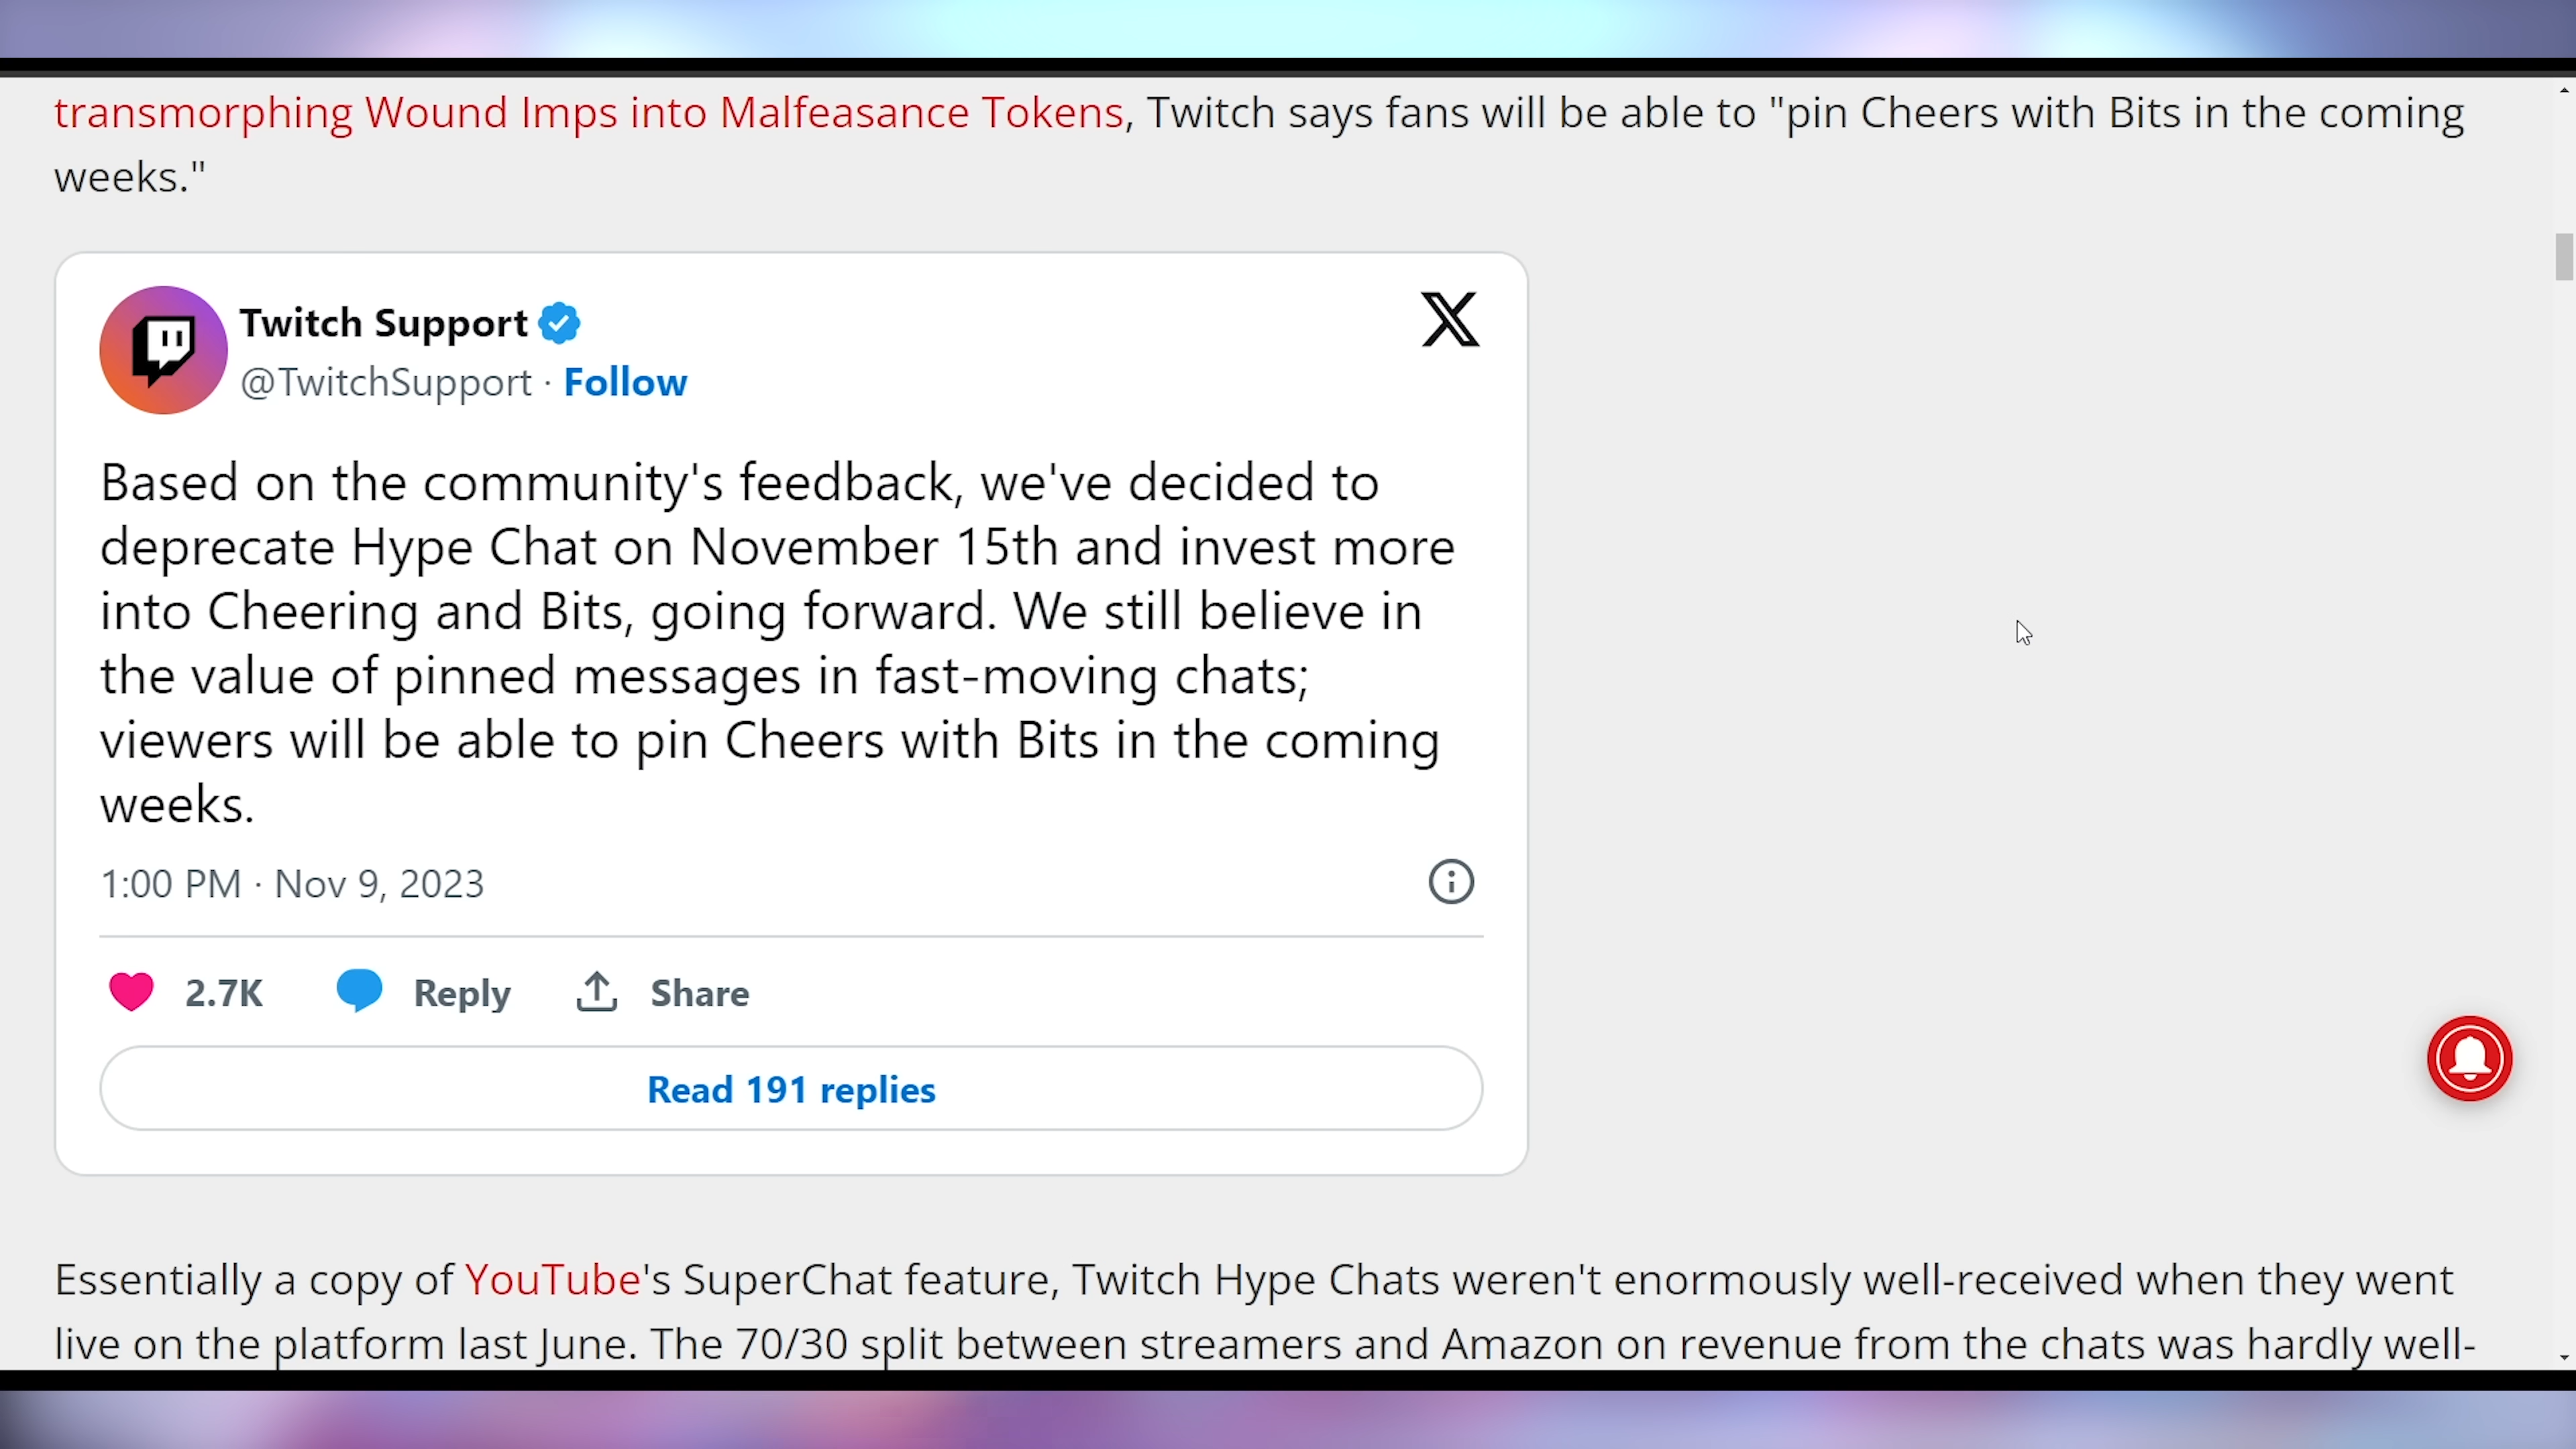 transmorphing Wound Imps into Malfeasance Tokens, Twitch says fans will be able to "pin Cheers with Bits in the coming
weeks."
Twitch Support
@TwitchSupport · Follow
Based on the community's feedback, we've decided to
deprecate Hype Chat on November 15th and invest more
into Cheering and Bits, going forward. We still believe in
the value of pinned messages in fast-moving chats;
viewers will be able to pin Cheers with Bits in the coming
weeks.
1:00 PM · Nov 9, 2023
2.7K Reply Share
Read 191 replies
Essentially a copy of YouTube's SuperChat feature, Twitch Hype Chats weren't enormously well-received when they went
live on the platform last June. The 70/30 split between streamers and Amazon on revenue from the chats was hardly well-